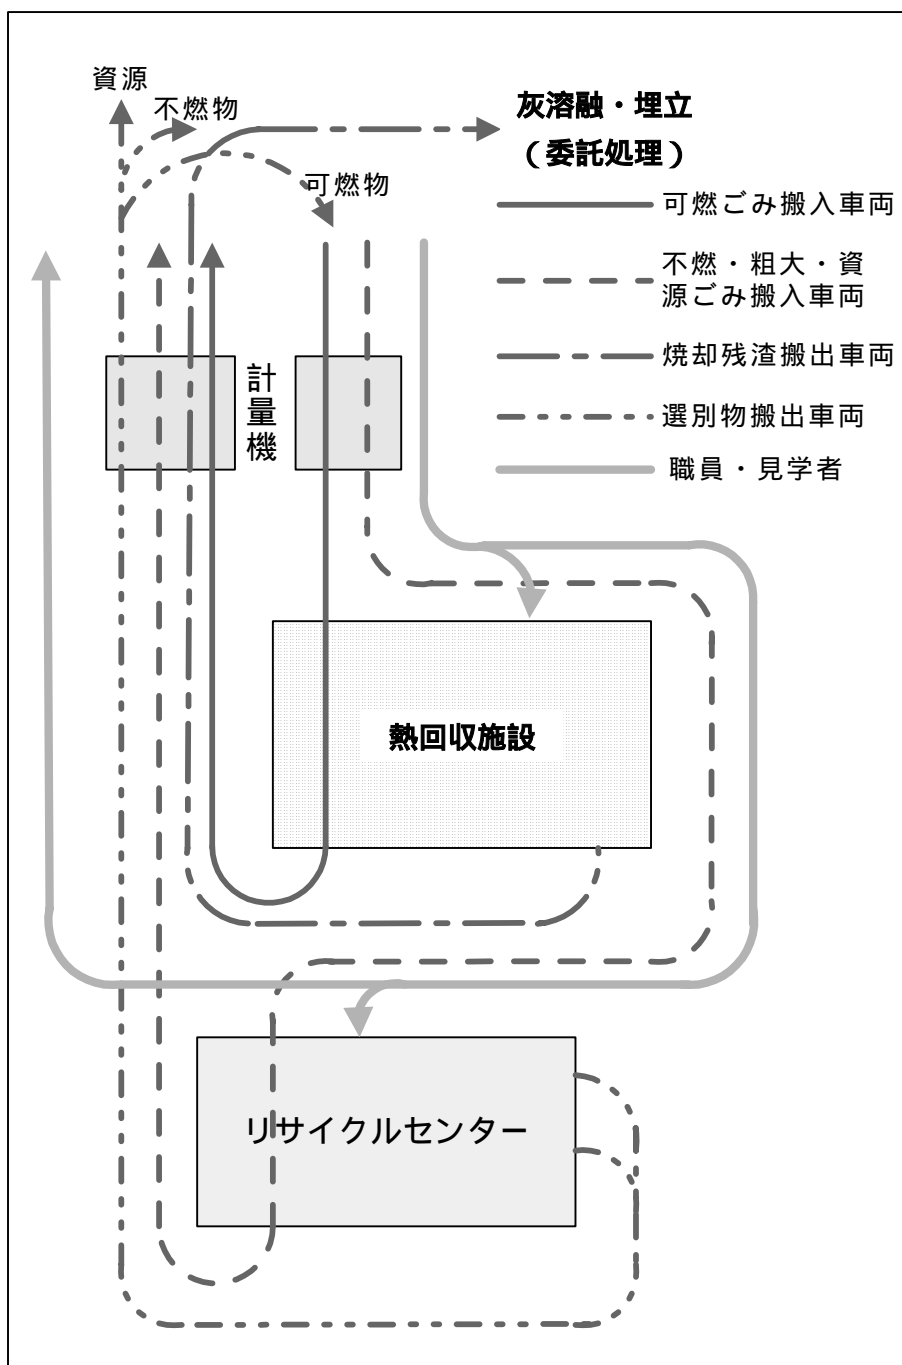 資源
不燃物
可燃物
灰溶融・埋立
（委託処理）
可燃ごみ搬入車両
不燃・粗大・資
源ごみ搬入車両
焼却残渣搬出車両
選別物搬出車両
職員・見学者
計量機
熱回収施設
リサイクルセンター